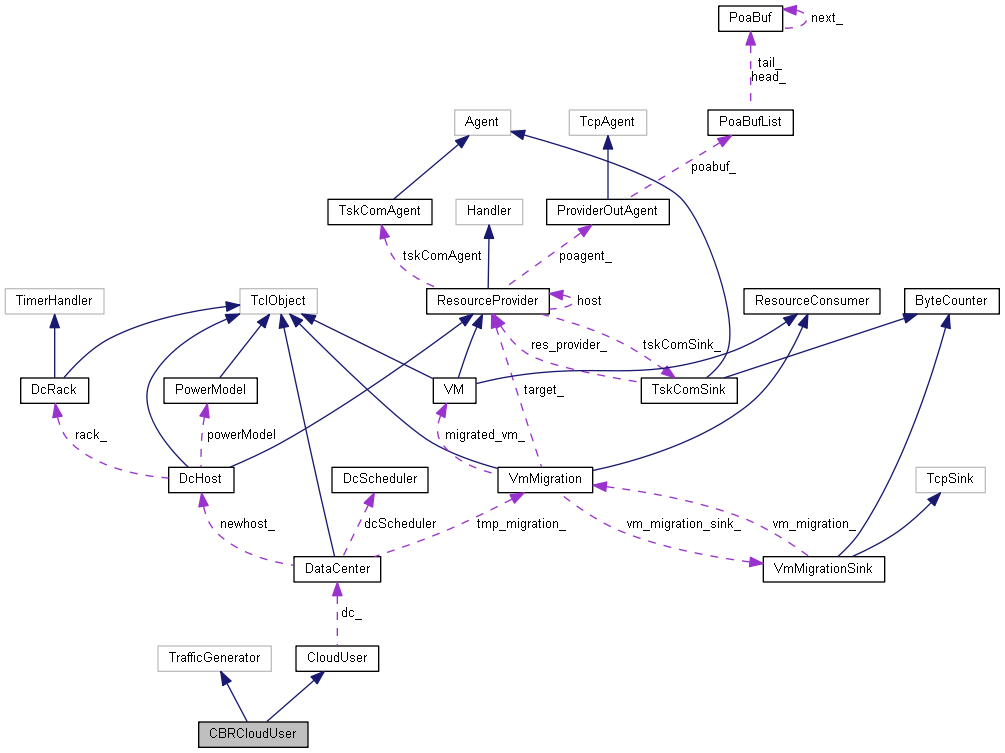 PoaBuf
next_
tail_
head_
Agent
TcpAgent
PoaBufList
poabuf_
TskComAgent
Handler
ProviderOutAgent
tskComAgent
poagent_
TimerHandler
TclObject
ResourceProvider
host
ResourceConsumer
ByteCounter
res_provider_
tskComSink_
DcRack
PowerModel
VM
target_
TskComSink
rack_
powerModel
migrated_vm_
DcHost
DcScheduler
VmMigration
TcpSink
newhost_
dcScheduler
tmp_migration_
vm_migration_sink_
vm_migration_
DataCenter
VmMigrationSink
dc_
TrafficGenerator
CloudUser
CBRCloudUser